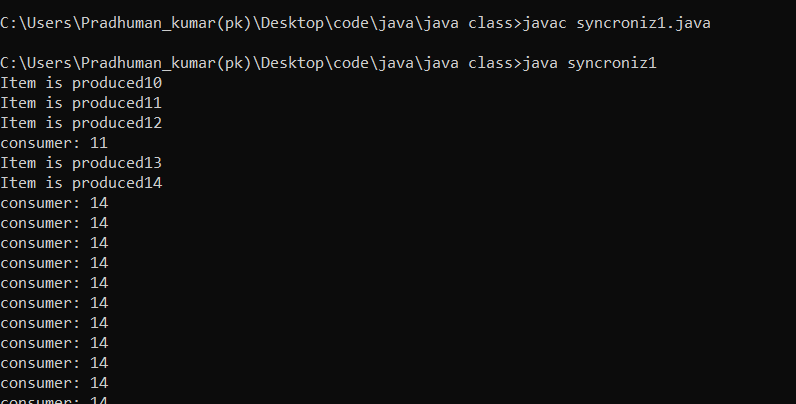 C:\Users\Pradhuman_kumar(pk)\Desktop\code\java\java class>javac syncroniz1.java
C:\Users\Pradhuman_kumar(pk)\Desktop\code\java\java class>java syncroniz1
Item is produced10
Item is produced11
Item is produced12
consumer: 11
Item is produced13
Item is produced14
consumer: 14
consumer: 14
consumer: 14
consumer: 14
consumer: 14
consumer: 14
consumer: 14
consumer: 14
consumer: 14
consumer: 14
consumer: 14